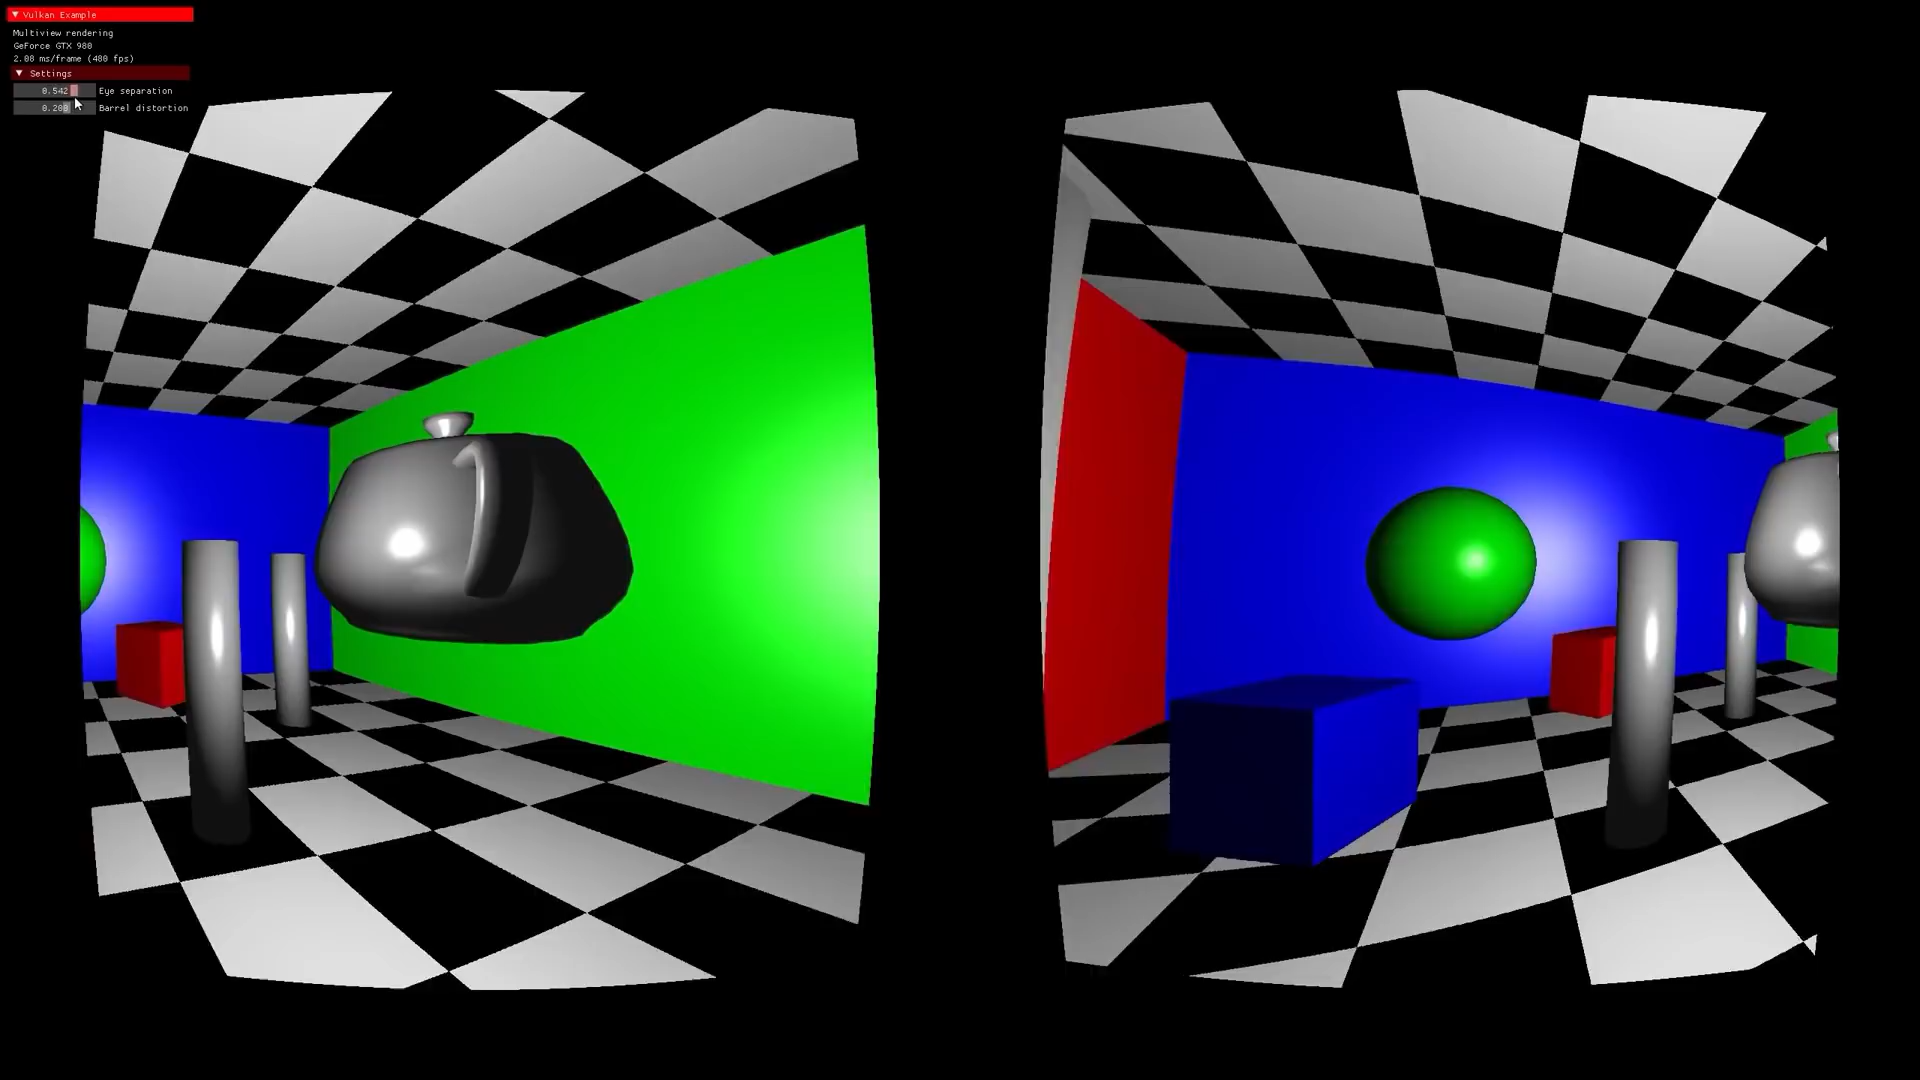 Vulkan Example
Multiview rendering
GeForce GTX 980
2.08 ms/frame (480 fps)
Settings
0.542 Eye separation
Barrel distortion